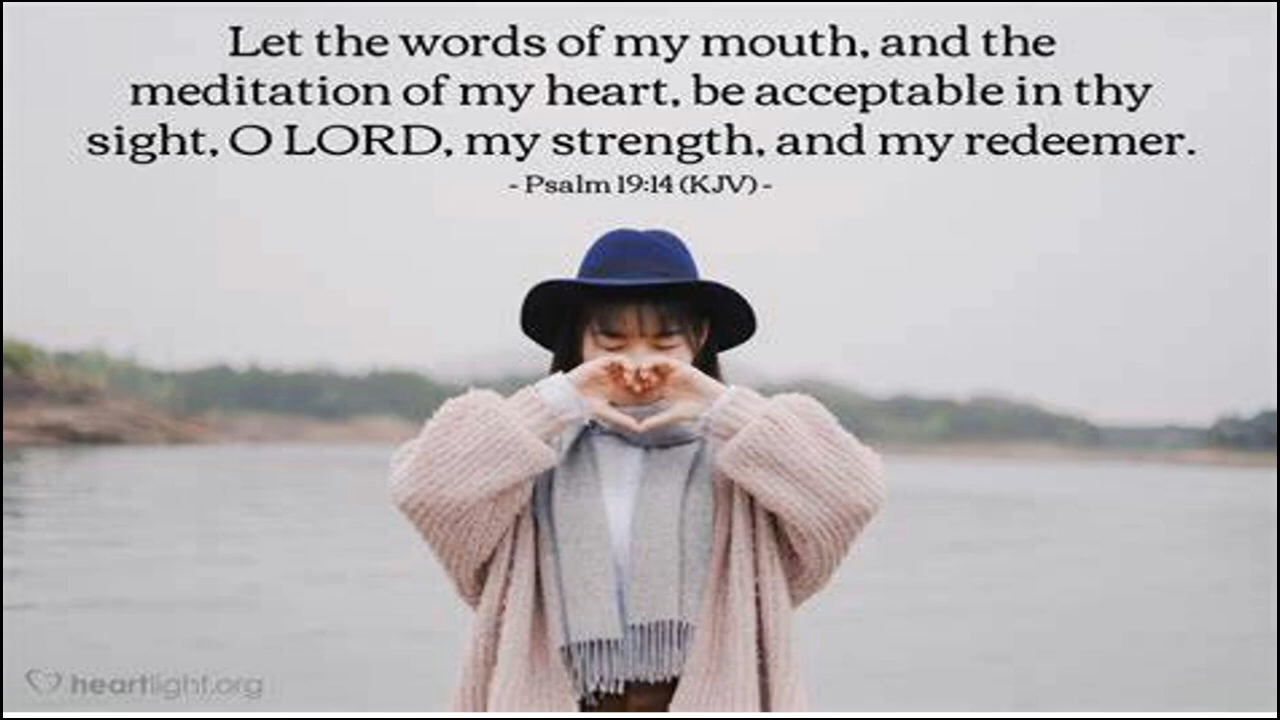 Let the words of my mouth, and the
meditation of my heart, be acceptable in thy
sight, O LORD, my strength, and my redeemer.
- Psalm 19:14 (KJV) -
heartlight.org